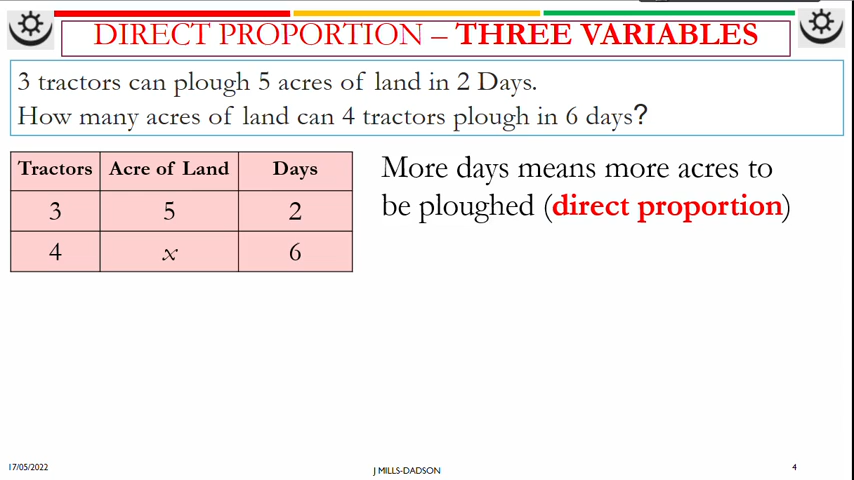 DIRECT PROPORTION – THREE VARIABLES
3 tractors can plough 5 acres of land in 2 Days.
How many acres of land can 4 tractors plough in 6 days?
Tractors Acre of Land Days
3 5 2
4 x 6
More days means more acres to
be ploughed (direct proportion)
17/05/2022 J MILLS-DADSON 4